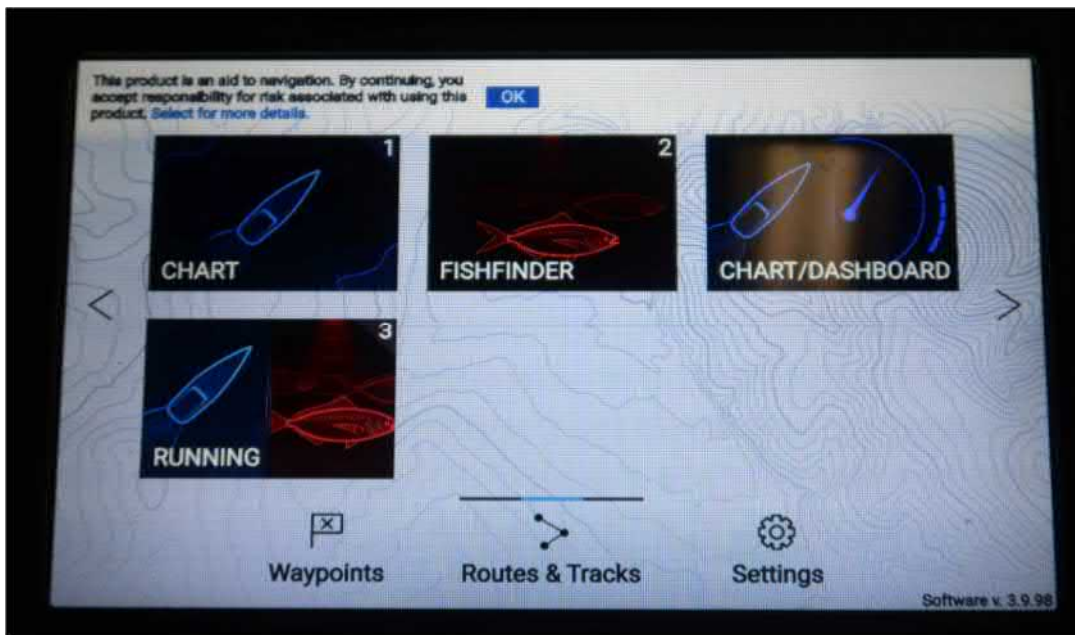 This product is an aid to navigation. By continuing, you
accept responsibility for risk associated with using this
product. Select for more details.
OK
1
CHART
2
FISHFINDER
CHART/DASHBOARD
3
RUNNING
Waypoints
Routes & Tracks
Settings
Software v. 3.9.98